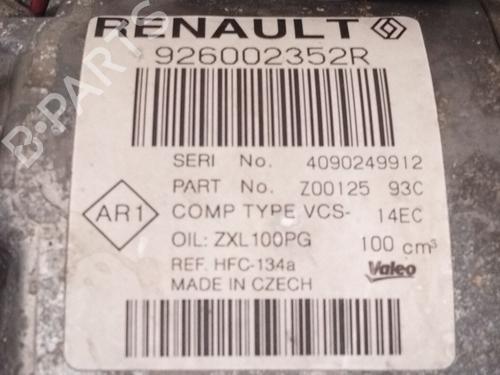 RENAULT
926002352R
SERI No. 4090249912
PART No. Z00125 93C
AR1
COMP TYPE VCS- 14EC
OIL: ZXL100PG 100 cm³
REF. HFC-134a
MADE IN CZECH
Valeo
B-PARTS